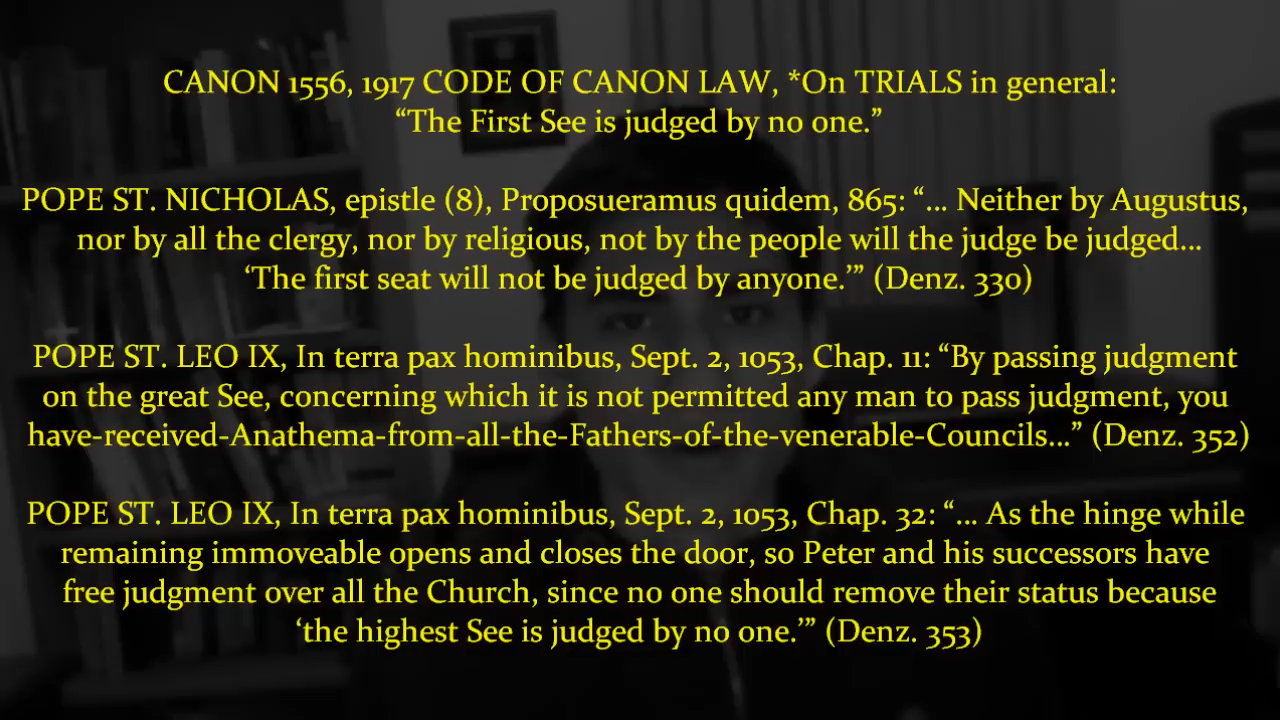 CANON 1556, 1917 CODE OF CANON LAW, *On TRIALS in general:
“The First See is judged by no one.”
POPE ST. NICHOLAS, epistle (8), Proposueramus quidem, 865: “... Neither by Augustus,
nor by all the clergy, nor by religious, not by the people will the judge be judged...
‘The first seat will not be judged by anyone.’” (Denz. 330)
POPE ST. LEO IX, In terra pax hominibus, Sept. 2, 1053, Chap. 11: “By passing judgment
on the great See, concerning which it is not permitted any man to pass judgment, you
have-received-Anathema-from-all-the-Fathers-of-the-venerable-Councils...” (Denz. 352)
POPE ST. LEO IX, In terra pax hominibus, Sept. 2, 1053, Chap. 32: “... As the hinge while
remaining immoveable opens and closes the door, so Peter and his successors have
free judgment over all the Church, since no one should remove their status because
‘the highest See is judged by no one.’” (Denz. 353)